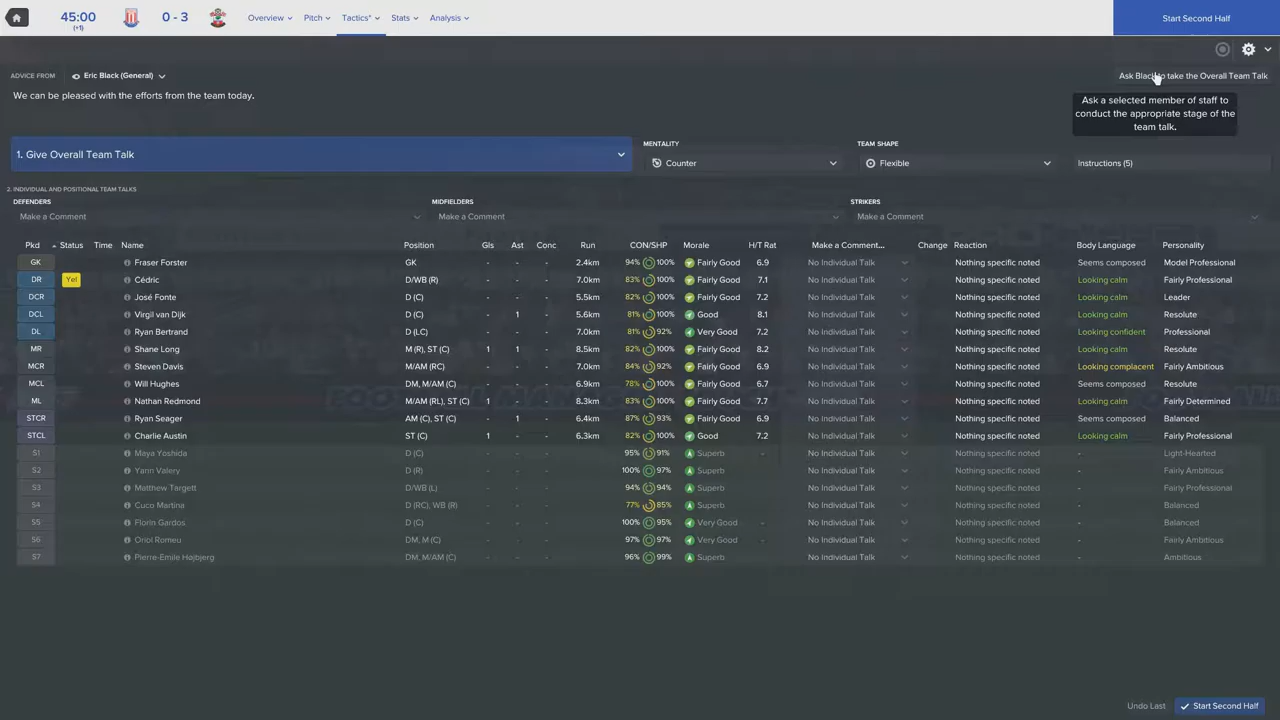 45:00
(+1)
0 - 3
Overview
Pitch
Tactics*
Stats
Analysis
Start Second Half
ADVICE FROM
Eric Black (General)
Ask Black to take the Overall Team Talk
We can be pleased with the efforts from the team today.
Ask a selected member of staff to
conduct the appropriate stage of the
team talk.
1. Give Overall Team Talk
MENTALITY
Counter
TEAM SHAPE
Flexible
Instructions (5)
2. INDIVIDUAL AND POSITIONAL TEAM TALKS
DEFENDERS
Make a Comment
MIDFIELDERS
Make a Comment
STRIKERS
Make a Comment
Pkd Status Time Name Position Gls Ast Conc Run CON/SHP Morale H/T Rat Make a Comment... Change Reaction Body Language Personality
GK Fraser Forster GK - - - 2.4km 94% 100% Fairly Good 6.9 No Individual Talk Nothing specific noted Seems composed Model Professional
DR Yel Cédric D/WB (R) - - - 7.0km 83% 100% Fairly Good 7.1 No Individual Talk Nothing specific noted Looking calm Fairly Professional
DCR José Fonte D (C) - - - 5.5km 82% 100% Fairly Good 7.2 No Individual Talk Nothing specific noted Looking calm Leader
DCL Virgil van Dijk D (C) - 1 - 5.6km 81% 100% Good 8.1 No Individual Talk Nothing specific noted Looking calm Resolute
DL Ryan Bertrand D (LC) - - - 7.0km 81% 92% Very Good 7.2 No Individual Talk Nothing specific noted Looking confident Professional
MR Shane Long M (R), ST (C) 1 1 - 8.5km 82% 100% Fairly Good 8.2 No Individual Talk Nothing specific noted Looking calm Resolute
MCR Steven Davis M/AM (RC) - - - 7.0km 84% 92% Fairly Good 6.9 No Individual Talk Nothing specific noted Looking complacent Fairly Ambitious
MCL Will Hughes DM, M/AM (C) - - - 6.9km 78% 100% Fairly Good 6.7 No Individual Talk Nothing specific noted Seems composed Resolute
ML Nathan Redmond M/AM (RL), ST (C) 1 - - 8.3km 83% 100% Fairly Good 7.7 No Individual Talk Nothing specific noted Looking calm Fairly Determined
STCR Ryan Seager AM (C), ST (C) - 1 - 6.4km 87% 93% Fairly Good 6.9 No Individual Talk Nothing specific noted Seems composed Balanced
STCL Charlie Austin ST (C) 1 - - 6.3km 82% 100% Good 7.2 No Individual Talk Nothing specific noted Looking calm Fairly Professional
S1 Maya Yoshida D (C) 95% 91% Superb - No Individual Talk Nothing specific noted - Light-Hearted
S2 Yann Valery D (R) 100% 97% Superb No Individual Talk Nothing specific noted - Fairly Ambitious
S3 Matthew Targett D/WB (L) 94% 94% Superb No Individual Talk Nothing specific noted - Fairly Professional
S4 Cuco Martina D (RC), WB (R) 77% 85% Superb No Individual Talk Nothing specific noted - Balanced
S5 Florin Gardos D (C) 100% 95% Very Good - No Individual Talk Nothing specific noted - Balanced
S6 Oriol Romeu DM, M (C) 97% 97% Very Good - No Individual Talk Nothing specific noted - Fairly Ambitious
S7 Pierre-Emile Højbjerg DM, M/AM (C) 96% 99% Superb No Individual Talk Nothing specific noted - Ambitious
Undo Last
Start Second Half